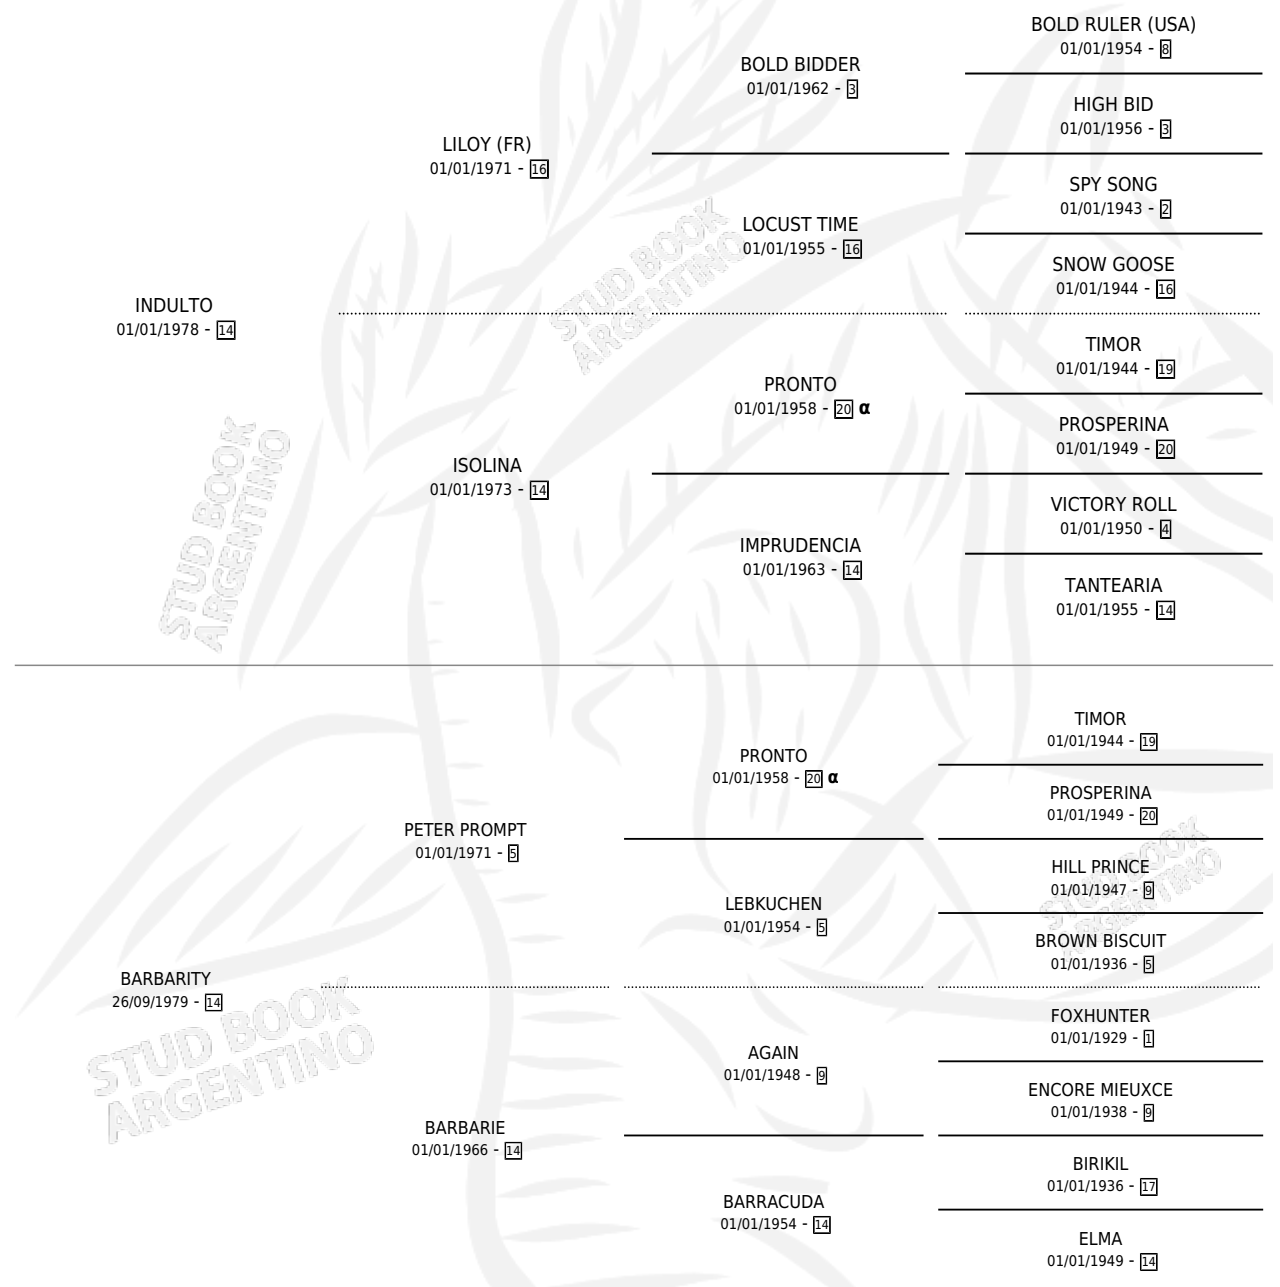 BOLD RULER (USA)
01/01/1954 - 8
BOLD BIDDER
01/01/1962 - 3
HIGH BID
01/01/1956 - 3
LILOY (FR)
01/01/1971 - 16
SPY SONG
01/01/1943 - 2
LOCUST TIME
01/01/1955 - 16
SNOW GOOSE
01/01/1944 - 16
INDULTO
01/01/1978 - 14
TIMOR
01/01/1944 - 19
PRONTO
01/01/1958 - 20 α
PROSPERINA
01/01/1949 - 20
ISOLINA
01/01/1973 - 14
VICTORY ROLL
01/01/1950 - 4
IMPRUDENCIA
01/01/1963 - 14
TANTEARIA
01/01/1955 - 14
STUD BOOK
ARGENTINO
STUD BOOK
ARGENTINO
TIMOR
01/01/1944 - 19
PRONTO
01/01/1958 - 20 α
PROSPERINA
01/01/1949 - 20
PETER PROMPT
01/01/1971 - 5
HILL PRINCE
01/01/1947 - 9
LEBKUCHEN
01/01/1954 - 5
BROWN BISCUIT
01/01/1936 - 5
BARBARITY
26/09/1979 - 14
FOXHUNTER
01/01/1929 - 1
AGAIN
01/01/1948 - 9
ENCORE MIEUXCE
01/01/1938 - 9
BARBARIE
01/01/1966 - 14
BIRIKIL
01/01/1936 - 17
BARRACUDA
01/01/1954 - 14
ELMA
01/01/1949 - 14
STUD BOOK
ARGENTINO
STUD BOOK
ARGENTINO